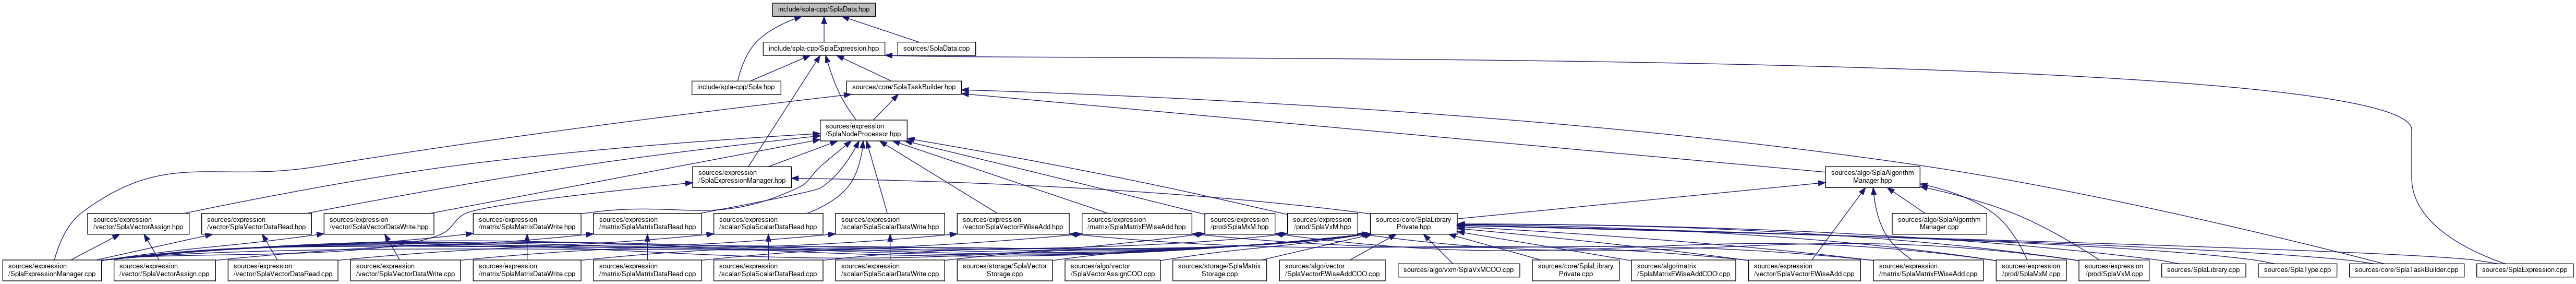 include/spla-cpp/SplaData.hpp
include/spla-cpp/SplaExpression.hpp
sources/SplaData.cpp
include/spla-cpp/Spla.hpp
sources/core/SplaTaskBuilder.hpp
sources/expression
/SplaNodeProcessor.hpp
sources/expression
/SplaExpressionManager.hpp
sources/algo/SplaAlgorithm
Manager.hpp
sources/expression
/vector/SplaVectorAssign.hpp
sources/expression
/vector/SplaVectorDataRead.hpp
sources/expression
/vector/SplaVectorDataWrite.hpp
sources/expression
/matrix/SplaMatrixDataWrite.hpp
sources/expression
/matrix/SplaMatrixDataRead.hpp
sources/expression
/scalar/SplaScalarDataRead.hpp
sources/expression
/scalar/SplaScalarDataWrite.hpp
sources/expression
/vector/SplaVectorEWiseAdd.hpp
sources/expression
/matrix/SplaMatrixEWiseAdd.hpp
sources/expression
/prod/SplaMxM.hpp
sources/expression
/prod/SplaVxM.hpp
sources/core/SplaLibrary
Private.hpp
sources/algo/SplaAlgorithm
Manager.cpp
sources/expression
/SplaExpressionManager.cpp
sources/expression
/vector/SplaVectorAssign.cpp
sources/expression
/vector/SplaVectorDataRead.cpp
sources/expression
/vector/SplaVectorDataWrite.cpp
sources/expression
/matrix/SplaMatrixDataWrite.cpp
sources/expression
/matrix/SplaMatrixDataRead.cpp
sources/expression
/scalar/SplaScalarDataRead.cpp
sources/expression
/scalar/SplaScalarDataWrite.cpp
sources/storage/SplaVector
Storage.cpp
sources/algo/vector
/SplaVectorAssignCOO.cpp
sources/storage/SplaMatrix
Storage.cpp
sources/algo/vector
/SplaVectorEWiseAddCOO.cpp
sources/algo/vxm/SplaVxMCOO.cpp
sources/core/SplaLibrary
Private.cpp
sources/algo/matrix
/SplaMatrixEWiseAddCOO.cpp
sources/expression
/vector/SplaVectorEWiseAdd.cpp
sources/expression
/matrix/SplaMatrixEWiseAdd.cpp
sources/expression
/prod/SplaMxM.cpp
sources/expression
/prod/SplaVxM.cpp
sources/SplaLibrary.cpp
sources/SplaType.cpp
sources/core/SplaTaskBuilder.cpp
sources/SplaExpression.cpp